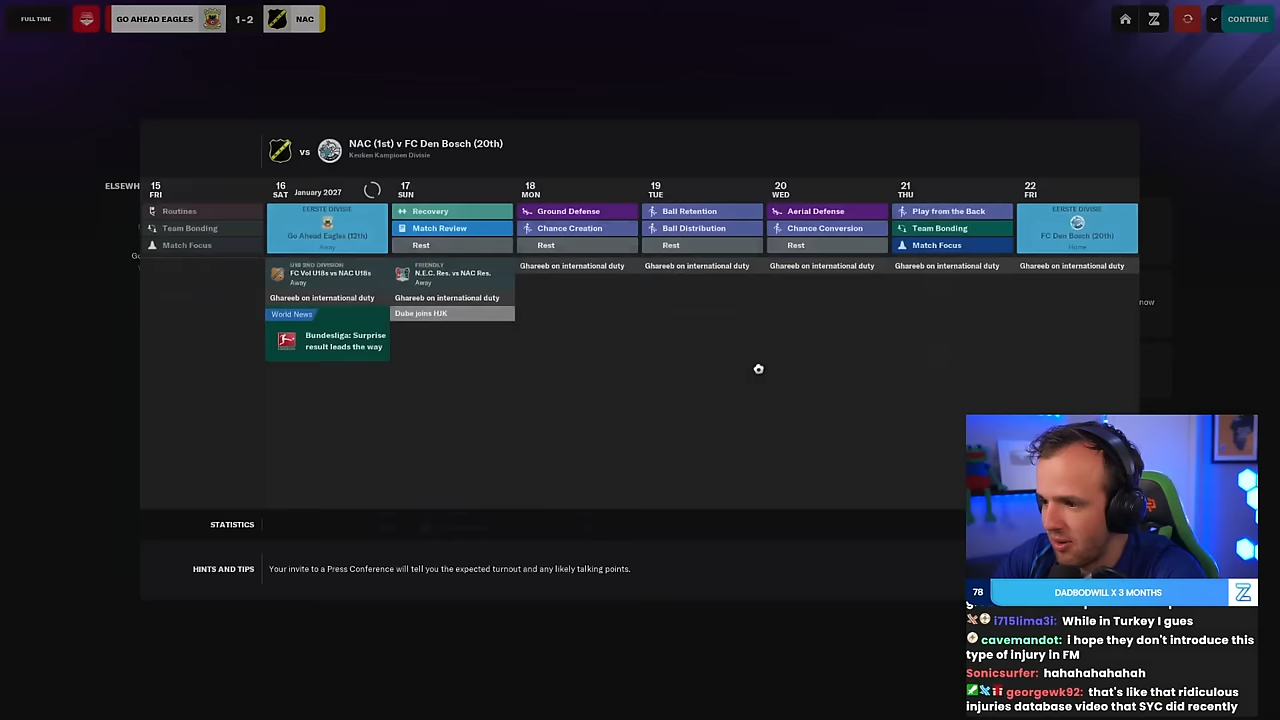 FULL TIME
GO AHEAD EAGLES
1-2
NAC
CONTINUE
vs
NAC (1st) v FC Den Bosch (20th)
Keuken Kampioen Divisie
ELSEWH
15
FRI
16
SAT
January 2027
17
SUN
18
MON
19
TUE
20
WED
21
THU
22
FRI
Routines
Team Bonding
Match Focus
EERSTE DIVISIE
Go Ahead Eagles (12th)
Away
Recovery
Match Review
Rest
Ground Defense
Chance Creation
Rest
Ball Retention
Ball Distribution
Rest
Aerial Defense
Chance Conversion
Rest
Play from the Back
Team Bonding
Match Focus
EERSTE DIVISIE
FC Den Bosch (20th)
Home
U18 2ND DIVISION
FC Vol U18s vs NAC U18s
Away
FRIENDLY
N.E.C. Res. vs NAC Res.
Away
Ghareeb on international duty
Ghareeb on international duty
Ghareeb on international duty
Ghareeb on international duty
Ghareeb on international duty
Ghareeb on international duty
Ghareeb on international duty
World News
Bundesliga: Surprise
result leads the way
Dube joins HJK
now
STATISTICS
HINTS AND TIPS
Your invite to a Press Conference will tell you the expected turnout and any likely talking points.
78
DADBODWILL X 3 MONTHS
i715lima3i: While in Turkey I gues
cavemandot: i hope they don't introduce this
type of injury in FM
Sonicsurfer: hahahahahahah
georgewk92: that's like that ridiculous
injuries database video that SYC did recently